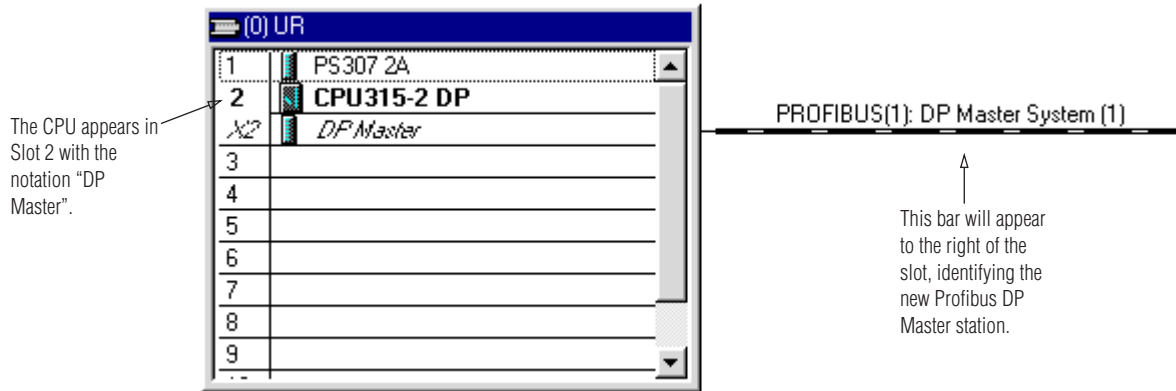 (0) UR
1 PS307 2A
2 CPU315-2 DP
X2 DP Master
3
4
5
6
7
8
9
The CPU appears in
Slot 2 with the
notation “DP
Master”.
PROFIBUS(1): DP Master System (1)
This bar will appear
to the right of the
slot, identifying the
new Profibus DP
Master station.